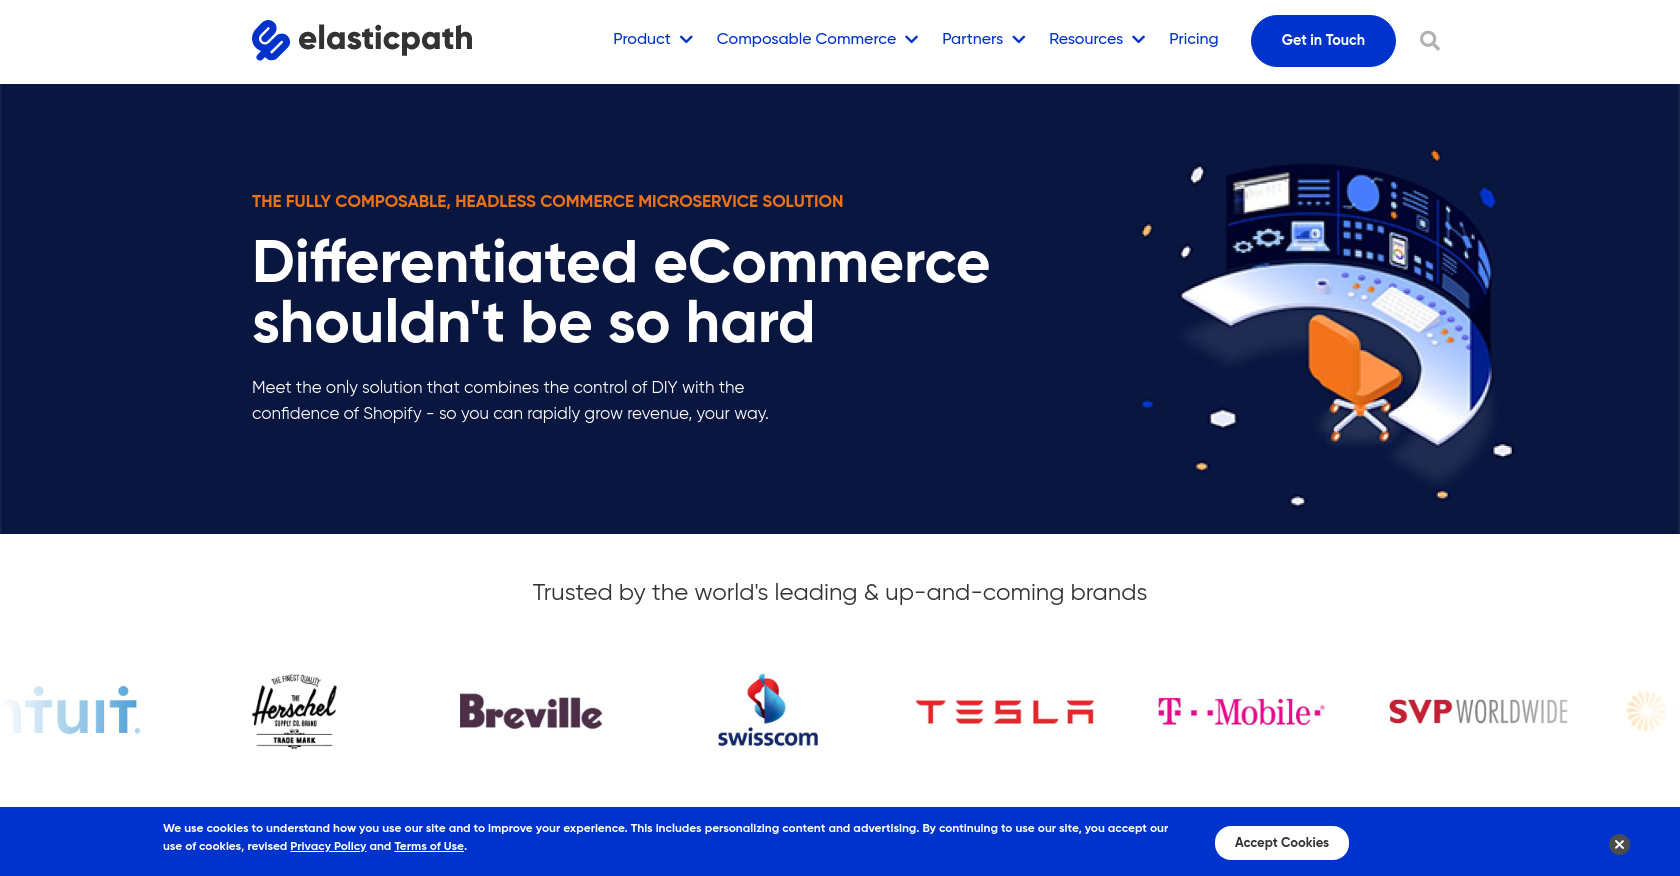 elasticpath
Product Composable Commerce Partners Resources Pricing Get in Touch
THE FULLY COMPOSABLE, HEADLESS COMMERCE MICROSERVICE SOLUTION
Differentiated eCommerce
shouldn't be so hard
Meet the only solution that combines the control of DIY with the
confidence of Shopify - so you can rapidly grow revenue, your way.
Trusted by the world's leading & up-and-coming brands
ntuit.
THE FINEST QUALITY
THE
Herschel
SUPPLY CO. BRAND
TRADE MARK
Breville
swisscom
TESLA
T··Mobile·
SVP WORLDWIDE
We use cookies to understand how you use our site and to improve your experience. This includes personalizing content and advertising. By continuing to use our site, you accept our
use of cookies, revised Privacy Policy and Terms of Use.
Accept Cookies